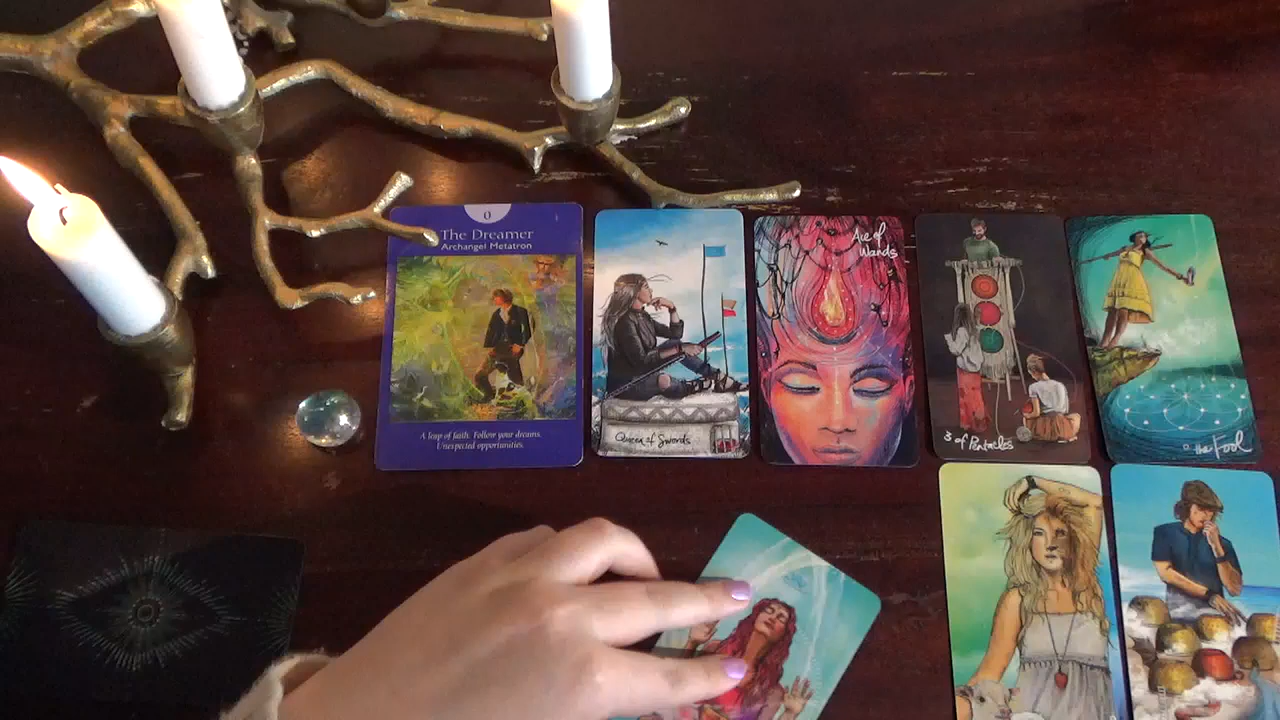 0
The Dreamer
Archangel Metatron
A leap of faith. Follow your dreams.
Unexpected opportunities.
Queen of Swords
Ace of
Wands
3 of Pentacles
0 the Fool